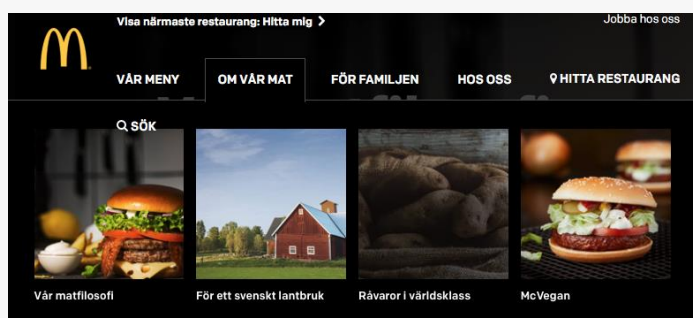 Visa närmaste restaurang: Hitta mig >
Jobba hos oss
VÅR MENY OM VÅR MAT FÖR FAMILJEN HOS OSS HITTA RESTAURANG
SÖK
Vår matfilosofi För ett svenskt lantbruk Råvaror i världsklass McVegan